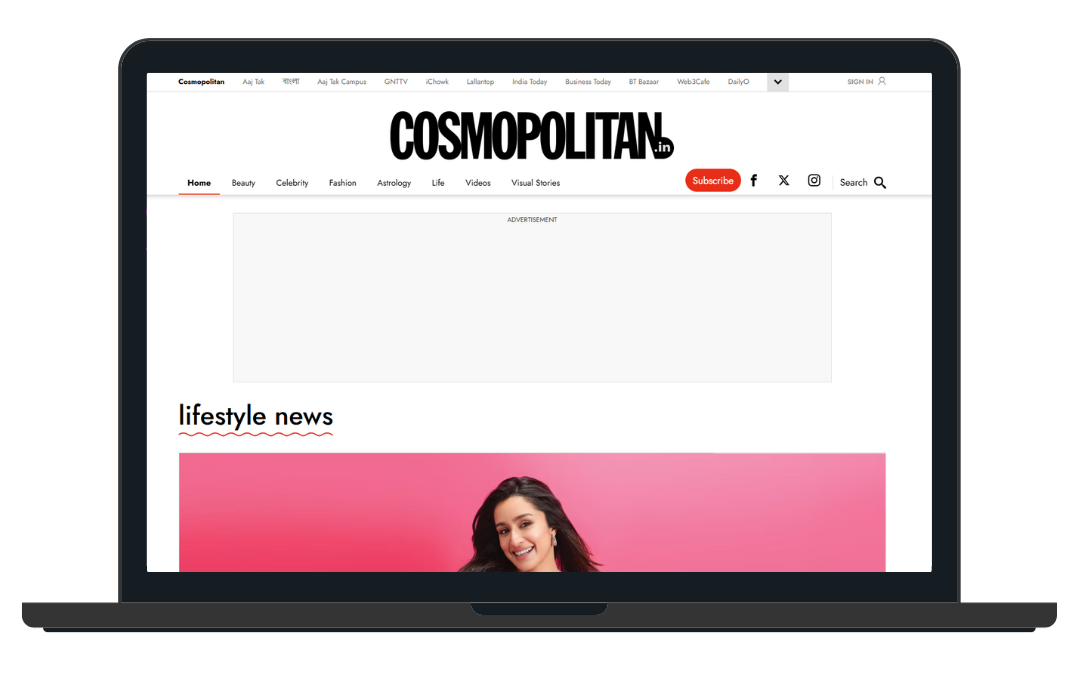 Cosmopolitan Aaj Tak বাংলা Aaj Tak Campus GNTTV iChowk Lallantop India Today Business Today BT Bazaar Web3Cafe DailyO SIGN IN
COSMOPOLITAN.in
Home Beauty Celebrity Fashion Astrology Life Videos Visual Stories Subscribe Search
ADVERTISEMENT
lifestyle news